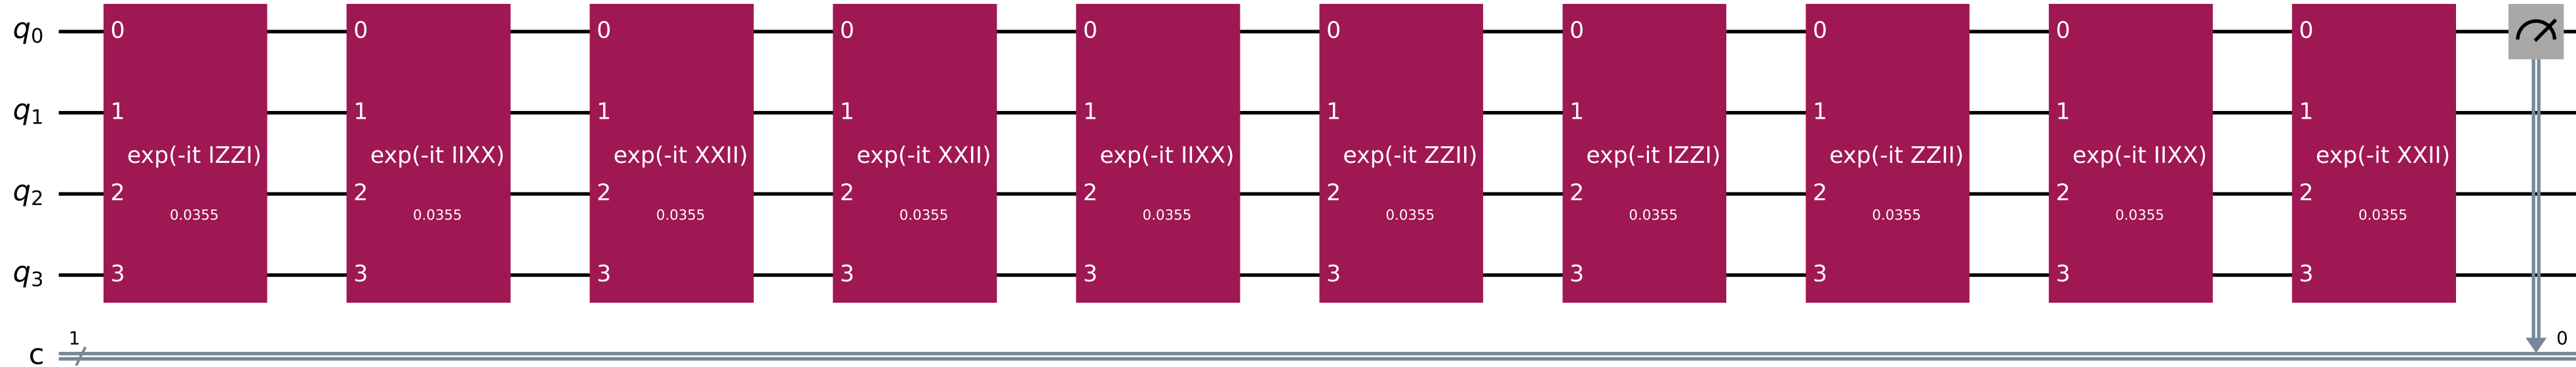 q0 0 0 0 0 0 0 0 0 0 0
q1 1 1 1 1 1 1 1 1 1 1
exp(-it IZZI) exp(-it IIXX) exp(-it XXII) exp(-it XXII) exp(-it IIXX) exp(-it ZZII) exp(-it IZZI) exp(-it ZZII) exp(-it IIXX) exp(-it XXII)
q2 2 2 2 2 2 2 2 2 2 2
0.0355 0.0355 0.0355 0.0355 0.0355 0.0355 0.0355 0.0355 0.0355 0.0355
q3 3 3 3 3 3 3 3 3 3 3
1 0
c